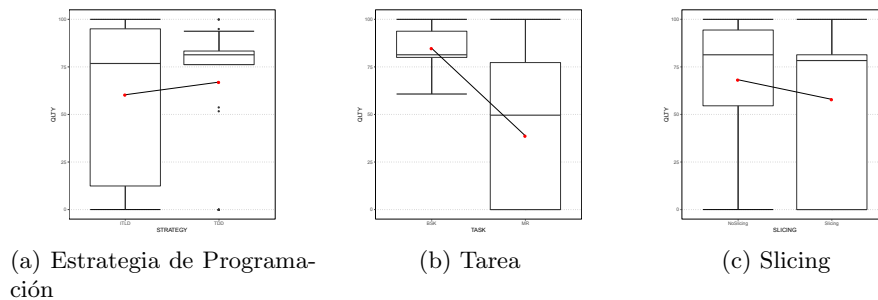 100
75
50
25
0
QLTY
ITLD
TDD
STRATEGY
100
75
50
25
0
QLTY
BSK
MR
TASK
100
75
50
25
0
QLTY
NoSlicing
Slicing
SLICING
(a) Estrategia de Programa-
ción
(b) Tarea
(c) Slicing